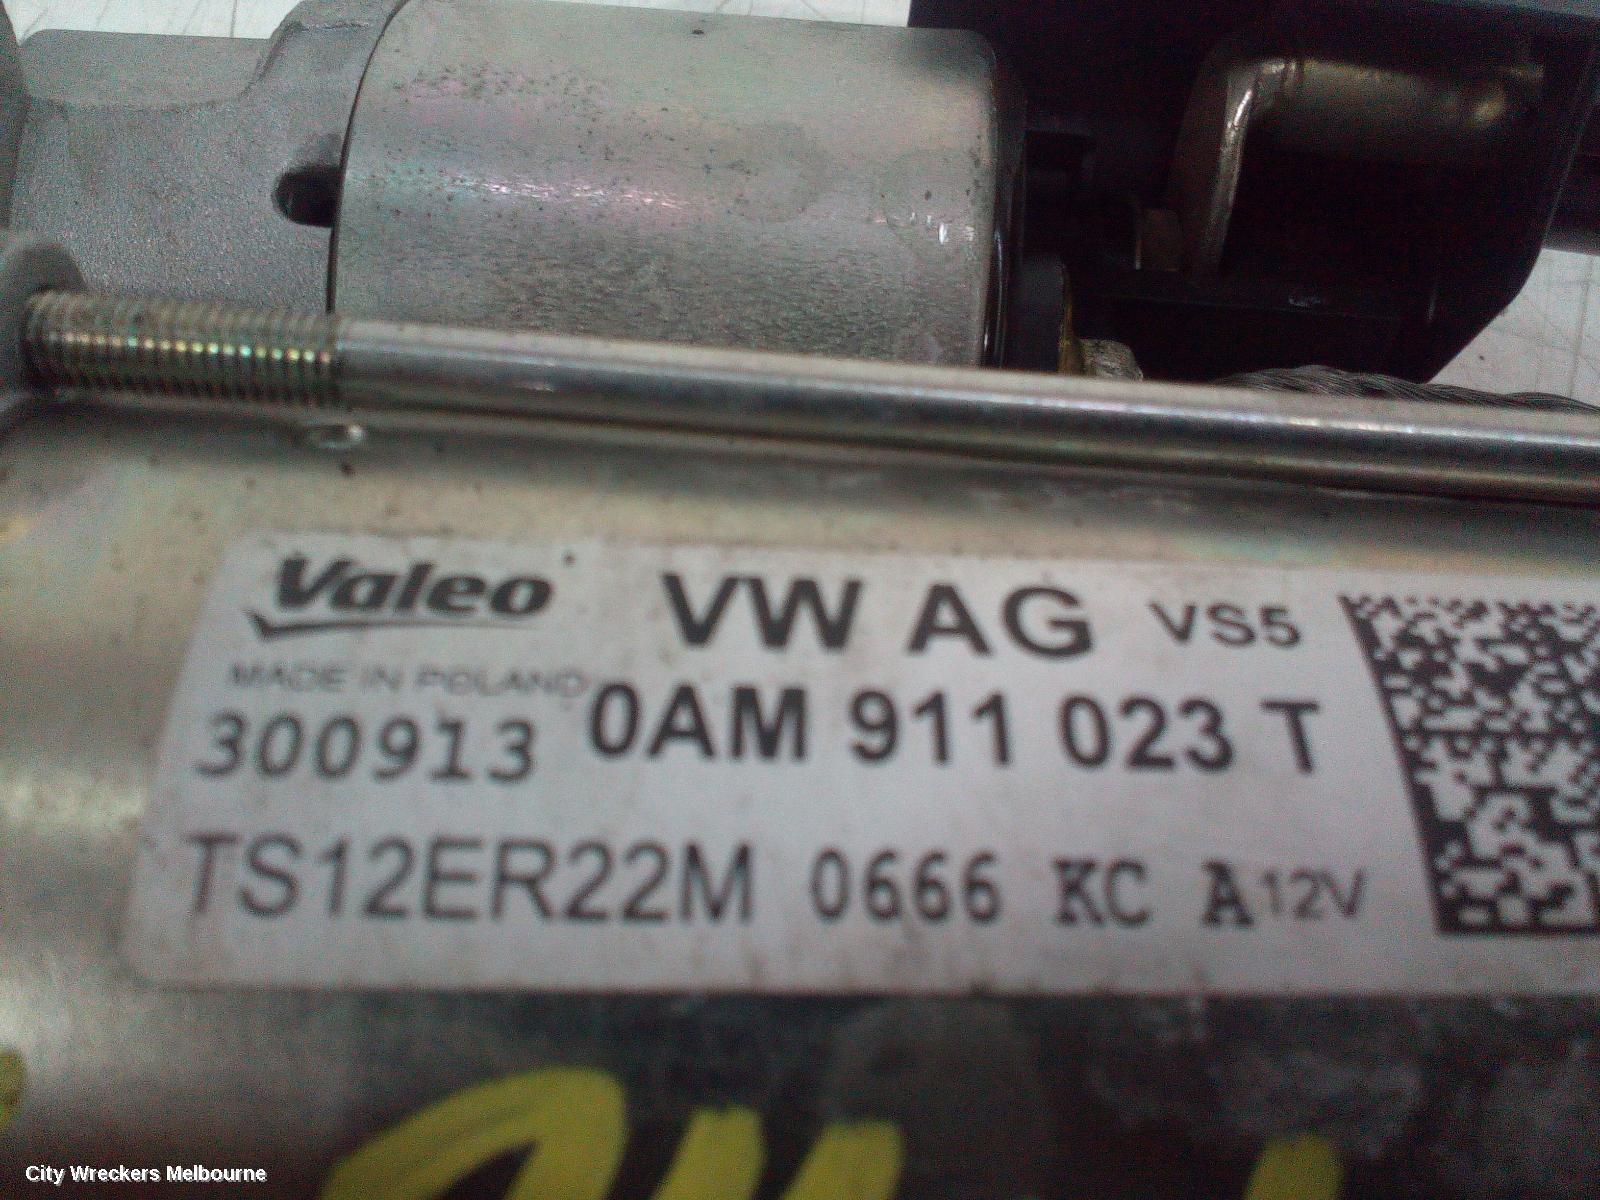 Valeo VW AG VS5
MADE IN POLAND
300913 0AM 911 023 T
TS12ER22M 0666 KC A 12V
City Wreckers Melbourne